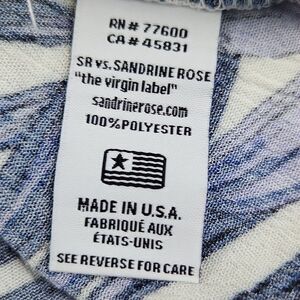 RN# 77600
CA# 45831
SR vs. SANDRINE ROSE
"the virgin label"
sandrinerose.com
100% POLYESTER
MADE IN U.S.A.
FABRIQUÉ AUX
ÉTATS-UNIS
SEE REVERSE FOR CARE